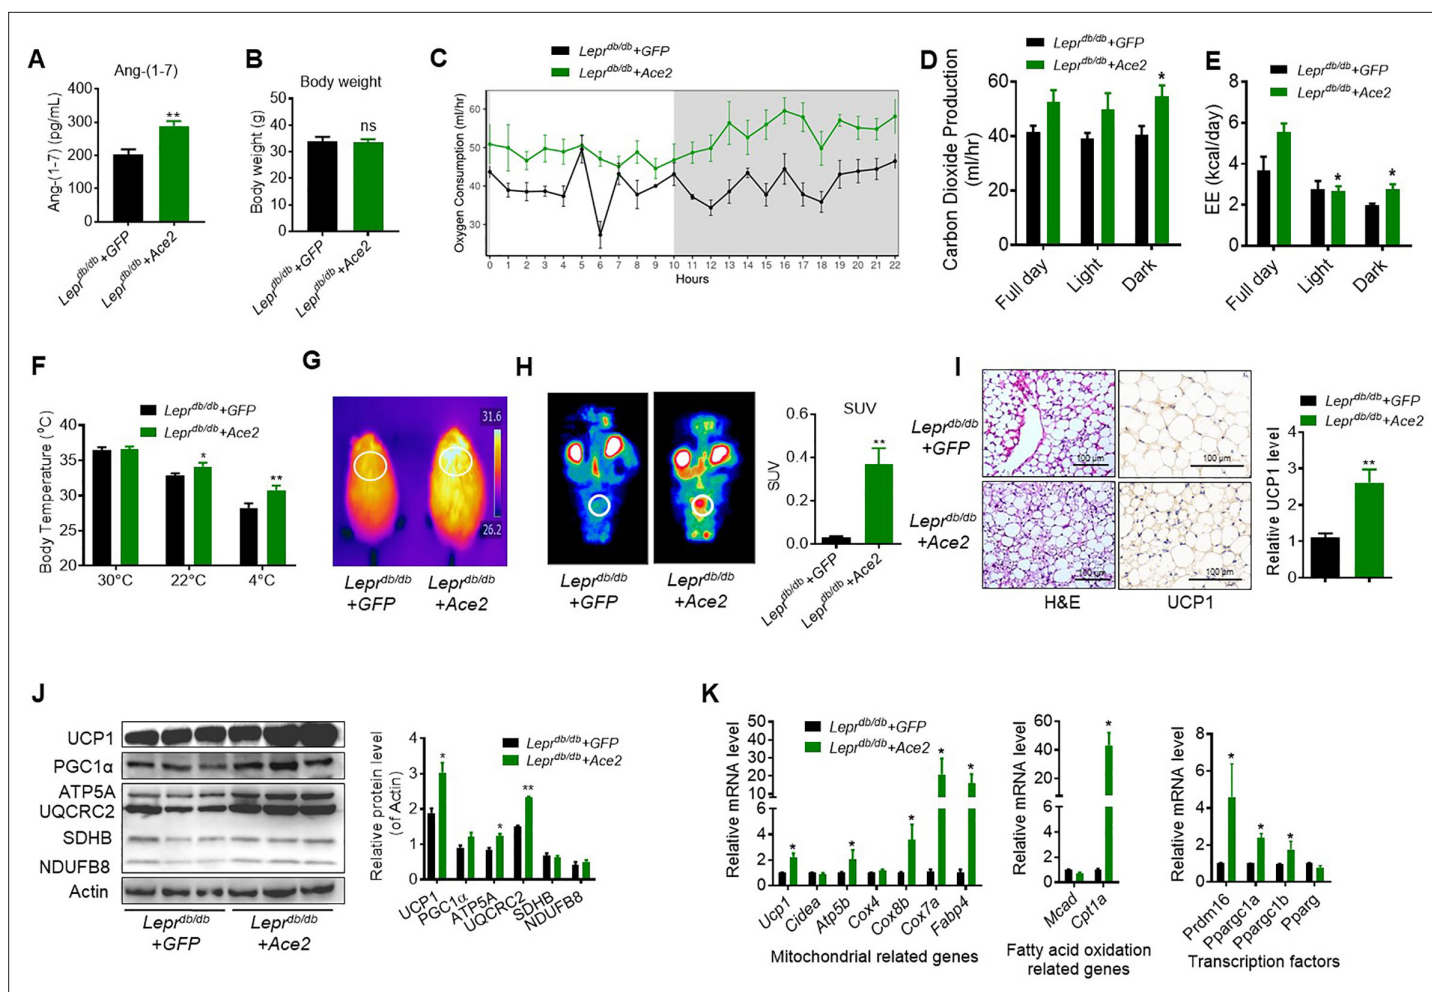 A
Ang-(1-7)
Ang-(1-7) (pg/mL)
400
300
200
100
0
**
Lepr^db/db+GFP
Lepr^db/db+Ace2
B
Body weight
Body weight (g)
50
40
30
20
10
0
ns
Lepr^db/db+GFP
Lepr^db/db+Ace2
C
Lepr^db/db+GFP
Lepr^db/db+Ace2
Oxygen Consumption (ml/hr)
60
50
40
30
0 1 2 3 4 5 6 7 8 9 10 11 12 13 14 15 16 17 18 19 20 21 22
Hours
D
Lepr^db/db+GFP
Lepr^db/db+Ace2
Carbon Dioxide Production
(ml/hr)
60
40
20
0
*
Full day
Light
Dark
E
Lepr^db/db+GFP
Lepr^db/db+Ace2
EE (kcal/day)
8
6
4
2
0
* *
Full day
Light
Dark
F
Lepr^db/db+GFP
Lepr^db/db+Ace2
Body Temperature (°C)
40
35
30
25
20
* **
30°C 22°C 4°C
G
31.6
26.2
Lepr^db/db
+GFP
Lepr^db/db
+Ace2
H
Lepr^db/db
+GFP
Lepr^db/db
+Ace2
SUV
SUV
0.6
0.4
0.2
0.0
**
Lepr^db/db+GFP
Lepr^db/db+Ace2
I
Lepr^db/db
+GFP
Lepr^db/db
+Ace2
100 µm
100 µm
100 µm
100 µm
H&E
UCP1
Lepr^db/db+GFP
Lepr^db/db+Ace2
Relative UCP1 level
4
3
2
1
0
**
J
UCP1
PGC1α
ATP5A
UQCRC2
SDHB
NDUFB8
Actin
Lepr^db/db
+GFP
Lepr^db/db
+Ace2
Lepr^db/db+GFP
Lepr^db/db+Ace2
Relative protein level
(of Actin)
4
3
2
1
0
* * **
UCP1
PGC1α
ATP5A
UQCRC2
SDHB
NDUFB8
K
Lepr^db/db+GFP
Lepr^db/db+Ace2
Relative mRNA level
50
40
30
20
10
6
4
2
0
* * * * *
Ucp1
Cidea
Atp5b
Cox4
Cox8b
Cox7a
Fabp4
Mitochondrial related genes
Relative mRNA level
60
40
20
6
4
2
0
*
Mcad
Cpt1a
Fatty acid oxidation
related genes
Relative mRNA level
8
6
4
2
0
* * *
Prdm16
Ppargc1a
Ppargc1b
Pparg
Transcription factors